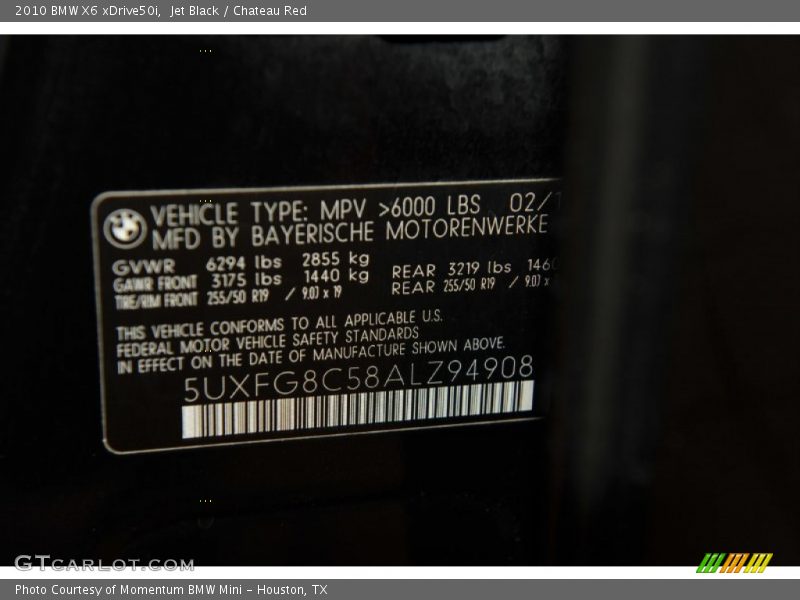 2010 BMW X6 xDrive50i, Jet Black / Chateau Red
VEHICLE TYPE: MPV >6000 LBS 02/1
MFD BY BAYERISCHE MOTORENWERKE
GVWR 6294 lbs 2855 kg
GAWR FRONT 3175 lbs 1440 kg REAR 3219 lbs 1460
TIRE/RIM FRONT 255/50 R19 / 9.0J x 19 REAR 255/50 R19 / 9.0J x
THIS VEHICLE CONFORMS TO ALL APPLICABLE U.S.
FEDERAL MOTOR VEHICLE SAFETY STANDARDS
IN EFFECT ON THE DATE OF MANUFACTURE SHOWN ABOVE.
5UXFG8C58ALZ94908
GTCARLOT.COM
Photo Courtesy of Momentum BMW Mini - Houston, TX